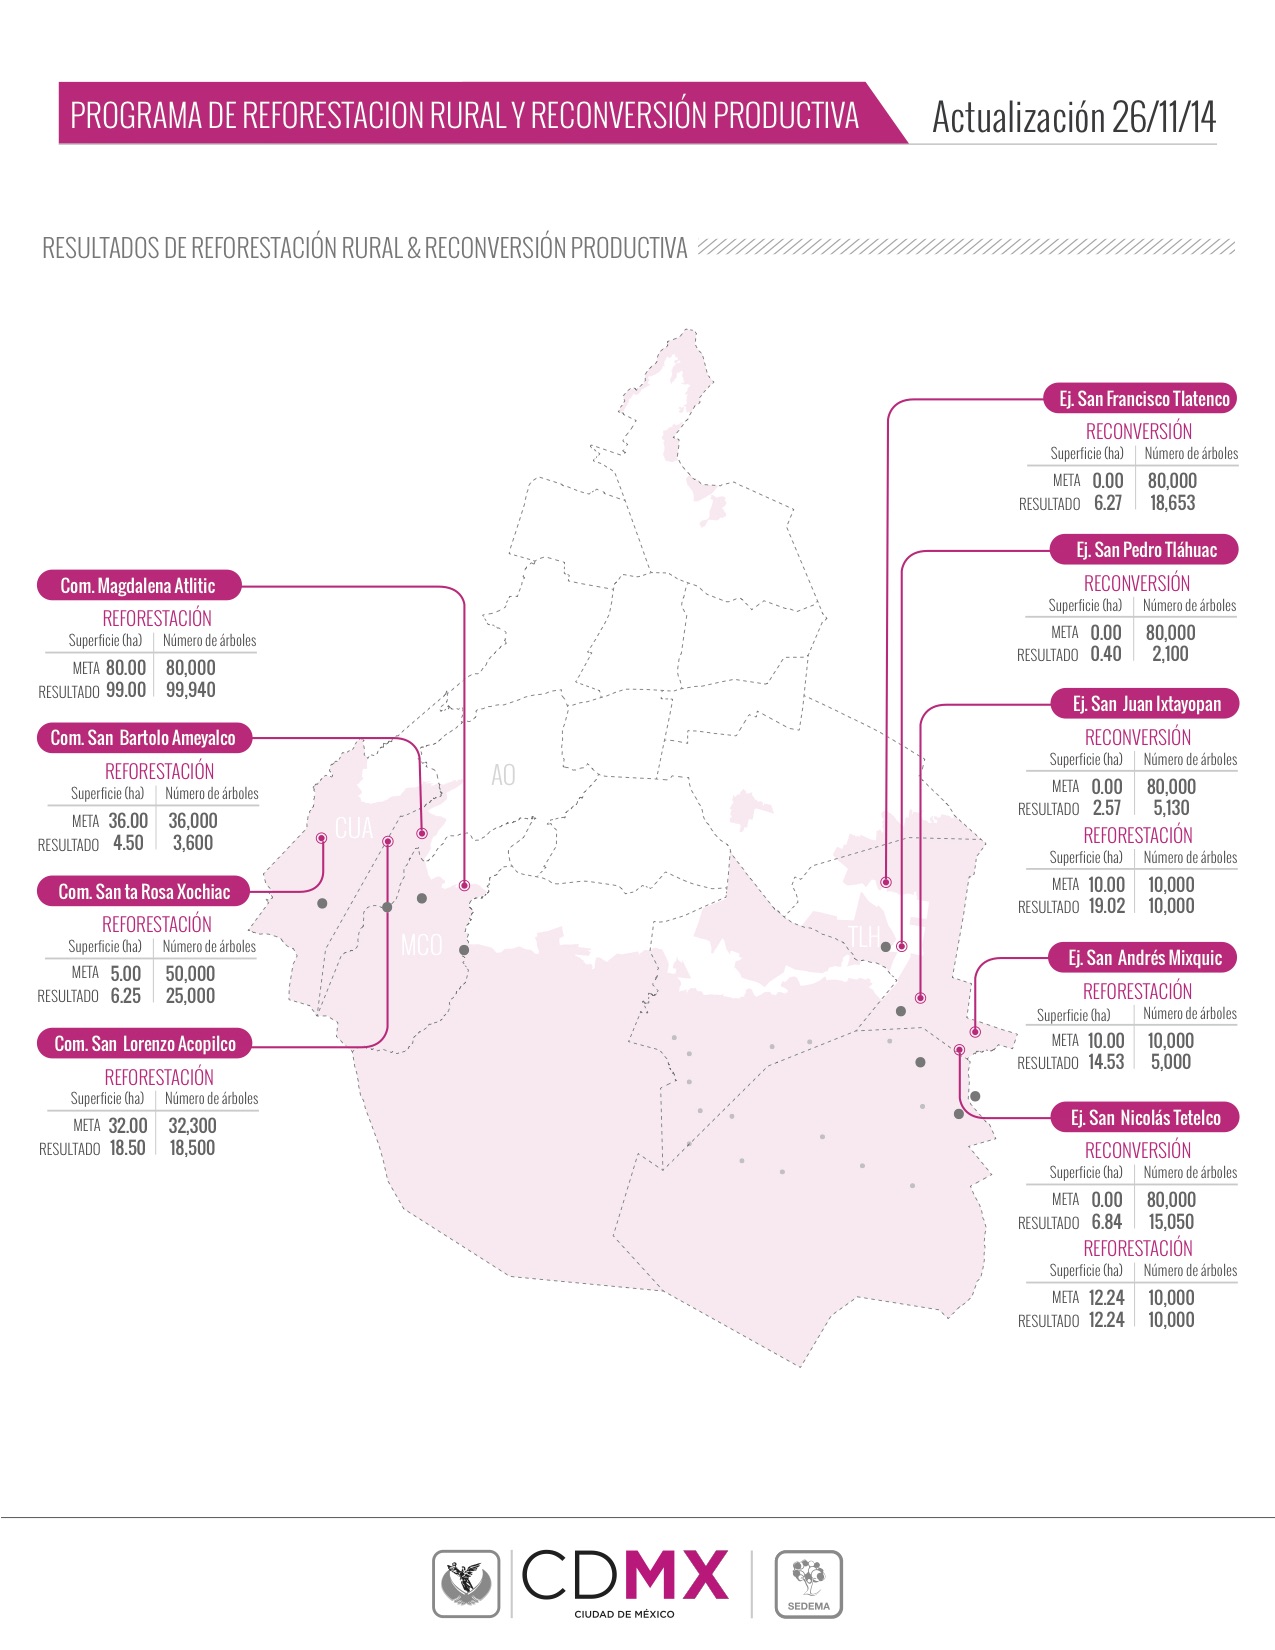 PROGRAMA DE REFORESTACION RURAL Y RECONVERSIÓN PRODUCTIVA
Actualización 26/11/14
RESULTADOS DE REFORESTACIÓN RURAL & RECONVERSIÓN PRODUCTIVA
Com. Magdalena Atlitic
REFORESTACIÓN
Superficie (ha) Número de árboles
META 80.00 80,000
RESULTADO 99.00 99,940
Com. San Bartolo Ameyalco
REFORESTACIÓN
Superficie (ha) Número de árboles
META 36.00 36,000
RESULTADO 4.50 3,600
Com. San ta Rosa Xochiac
REFORESTACIÓN
Superficie (ha) Número de árboles
META 5.00 50,000
RESULTADO 6.25 25,000
Com. San Lorenzo Acopilco
REFORESTACIÓN
Superficie (ha) Número de árboles
META 32.00 32,300
RESULTADO 18.50 18,500
AO
CUA
MCO
TLH
Ej. San Francisco Tlatenco
RECONVERSIÓN
Superficie (ha) Número de árboles
META 0.00 80,000
RESULTADO 6.27 18,653
Ej. San Pedro Tláhuac
RECONVERSIÓN
Superficie (ha) Número de árboles
META 0.00 80,000
RESULTADO 0.40 2,100
Ej. San Juan Ixtayopan
RECONVERSIÓN
Superficie (ha) Número de árboles
META 0.00 80,000
RESULTADO 2.57 5,130
REFORESTACIÓN
Superficie (ha) Número de árboles
META 10.00 10,000
RESULTADO 19.02 10,000
Ej. San Andrés Mixquic
REFORESTACIÓN
Superficie (ha) Número de árboles
META 10.00 10,000
RESULTADO 14.53 5,000
Ej. San Nicolás Tetelco
RECONVERSIÓN
Superficie (ha) Número de árboles
META 0.00 80,000
RESULTADO 6.84 15,050
REFORESTACIÓN
Superficie (ha) Número de árboles
META 12.24 10,000
RESULTADO 12.24 10,000
CDMX
CIUDAD DE MÉXICO
SEDEMA